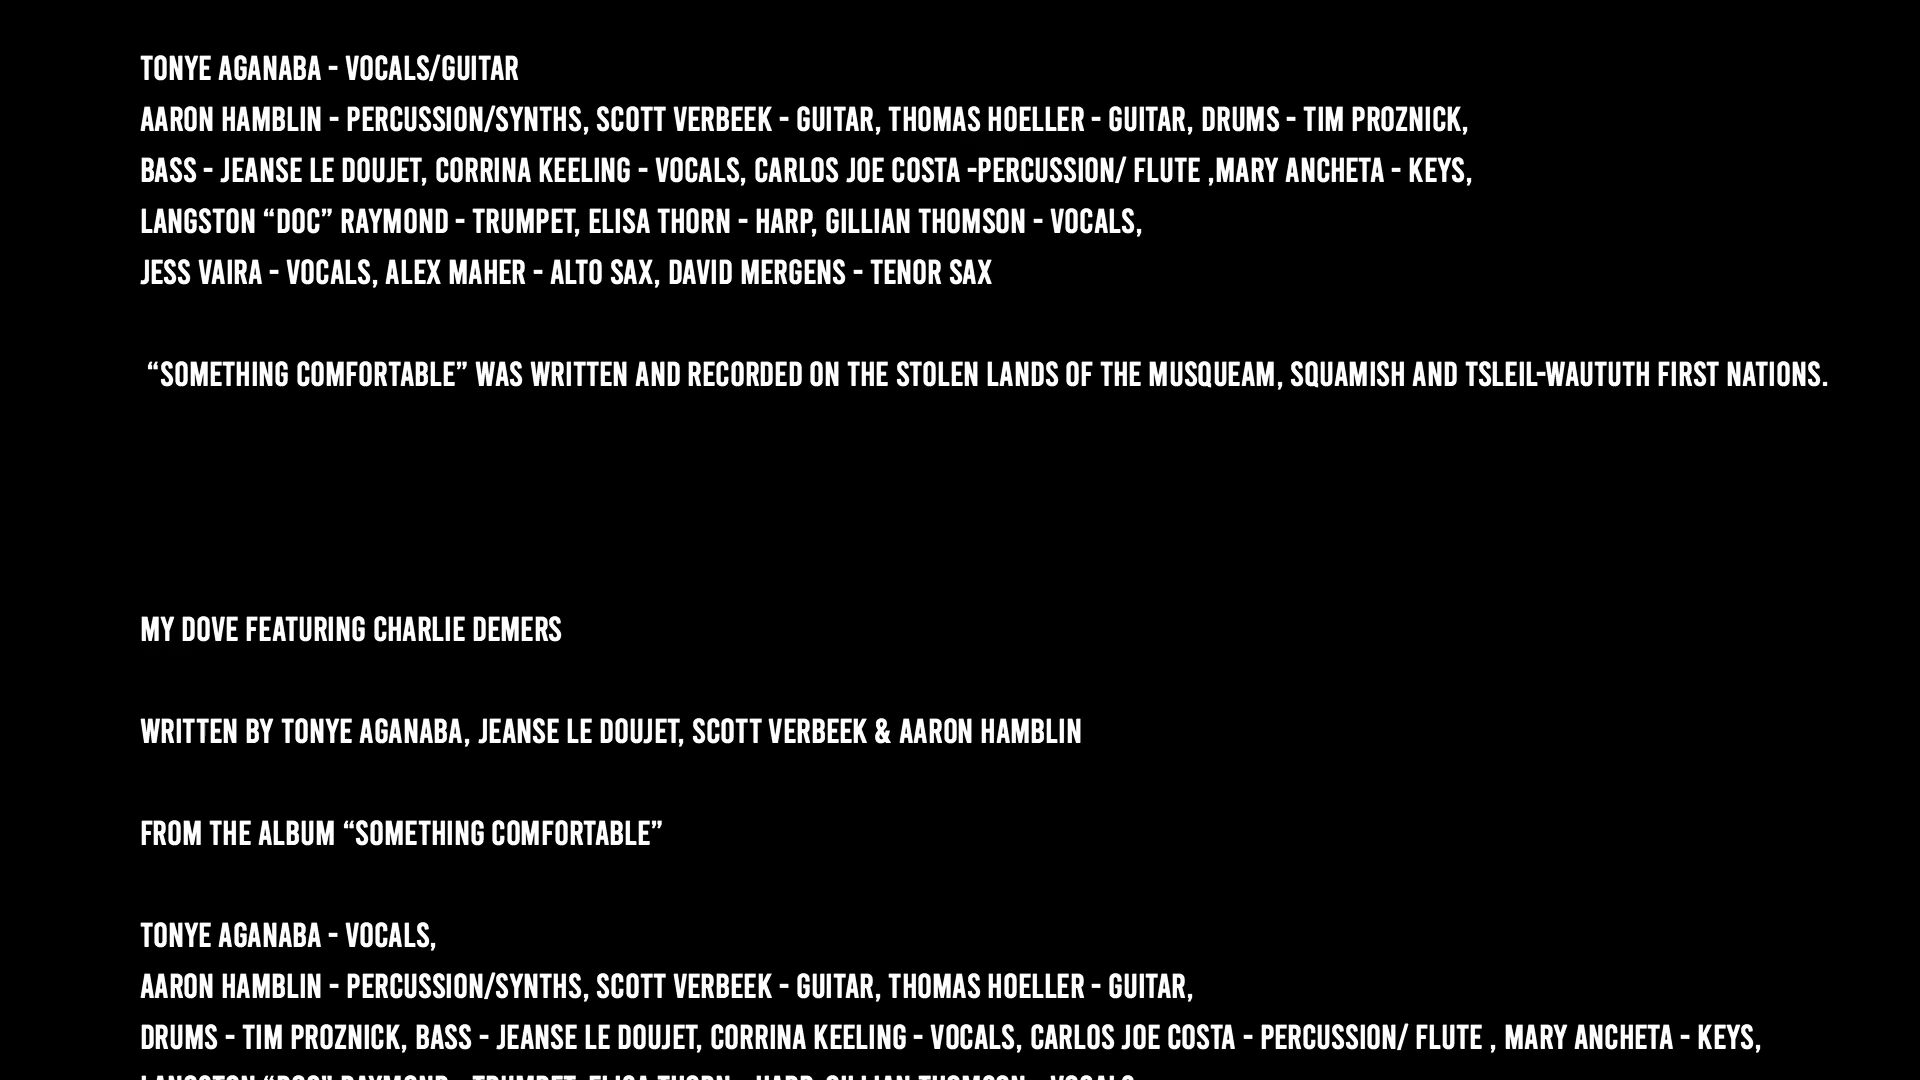 TONYE AGANABA - VOCALS/GUITAR
AARON HAMBLIN - PERCUSSION/SYNTHS, SCOTT VERBEEK - GUITAR, THOMAS HOELLER - GUITAR, DRUMS - TIM PROZNICK,
BASS - JEANSE LE DOUJET, CORRINA KEELING - VOCALS, CARLOS JOE COSTA -PERCUSSION/ FLUTE ,MARY ANCHETA - KEYS,
LANGSTON “DOC” RAYMOND - TRUMPET, ELISA THORN - HARP, GILLIAN THOMSON - VOCALS,
JESS VAIRA - VOCALS, ALEX MAHER - ALTO SAX, DAVID MERGENS - TENOR SAX
“SOMETHING COMFORTABLE” WAS WRITTEN AND RECORDED ON THE STOLEN LANDS OF THE MUSQUEAM, SQUAMISH AND TSLEIL-WAUTUTH FIRST NATIONS.
MY DOVE FEATURING CHARLIE DEMERS
WRITTEN BY TONYE AGANABA, JEANSE LE DOUJET, SCOTT VERBEEK & AARON HAMBLIN
FROM THE ALBUM “SOMETHING COMFORTABLE”
TONYE AGANABA - VOCALS,
AARON HAMBLIN - PERCUSSION/SYNTHS, SCOTT VERBEEK - GUITAR, THOMAS HOELLER - GUITAR,
DRUMS - TIM PROZNICK, BASS - JEANSE LE DOUJET, CORRINA KEELING - VOCALS, CARLOS JOE COSTA - PERCUSSION/ FLUTE , MARY ANCHETA - KEYS,